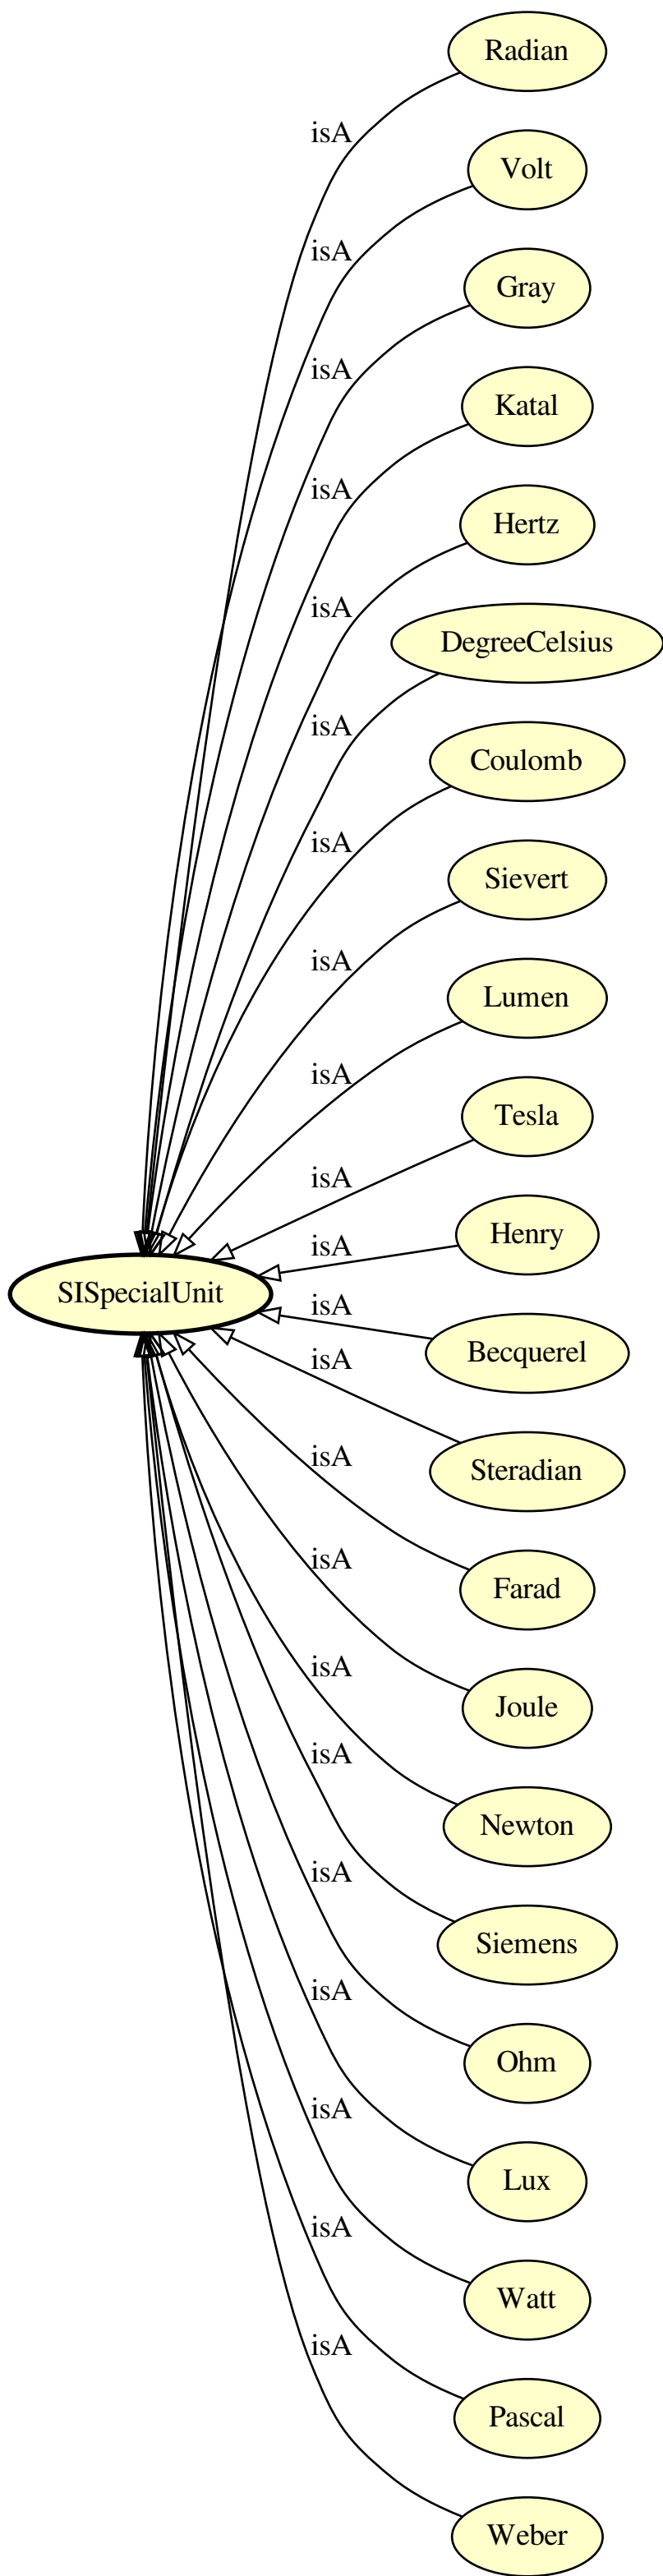 Radian
isA
Volt
isA
Gray
isA
Katal
isA
Hertz
isA
DegreeCelsius
isA
Coulomb
isA
Sievert
isA
Lumen
isA
Tesla
isA
Henry
isA
SISpecialUnit
isA
Becquerel
isA
Steradian
isA
Farad
isA
Joule
isA
Newton
isA
Siemens
isA
Ohm
isA
Lux
isA
Watt
isA
Pascal
isA
Weber